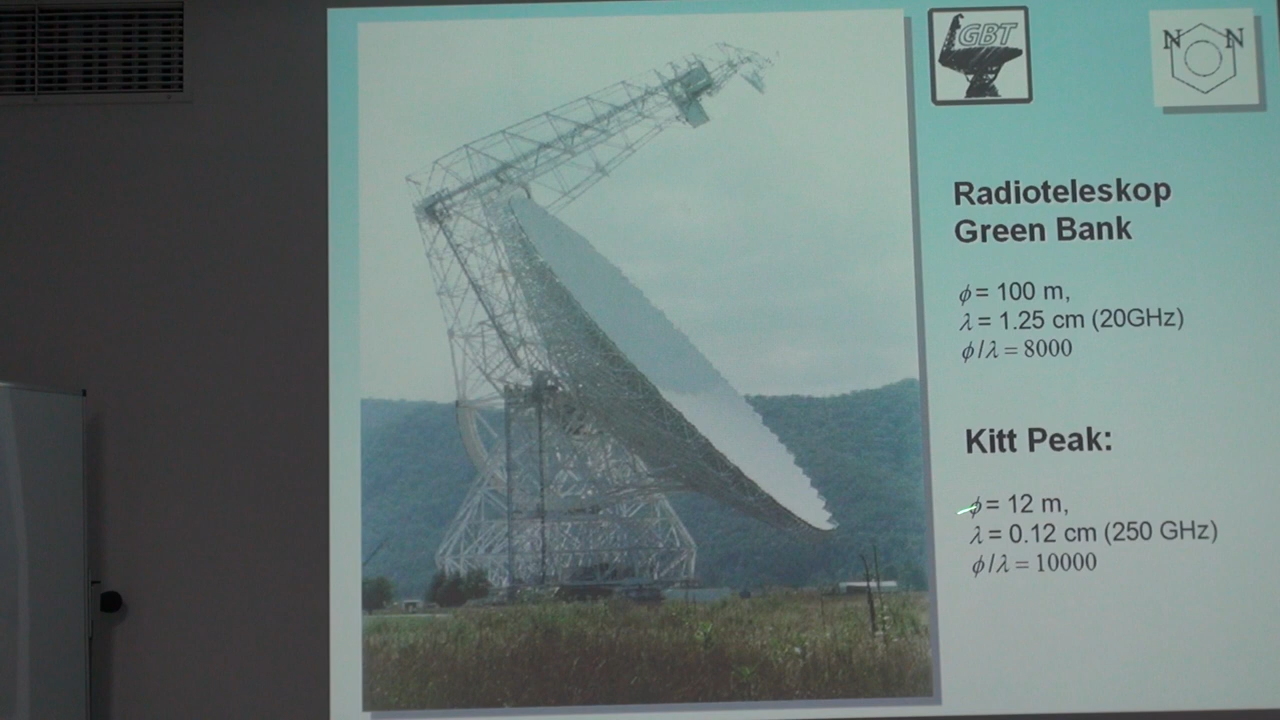 GBT
N N
Radioteleskop
Green Bank
ϕ = 100 m,
λ = 1.25 cm (20GHz)
ϕ/λ = 8000
Kitt Peak:
ϕ = 12 m,
λ = 0.12 cm (250 GHz)
ϕ/λ = 10000